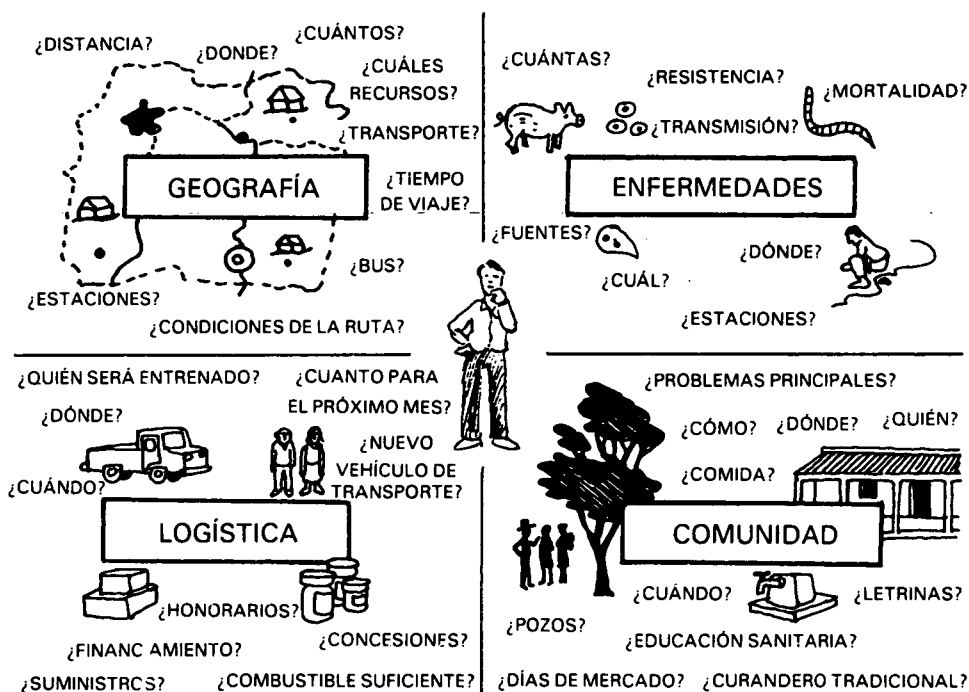 ¿DISTANCIA?
¿DONDE?
¿CUÁNTOS?
¿CUÁLES
RECURSOS?
¿TRANSPORTE?
GEOGRAFÍA
¿TIEMPO
DE VIAJE?
¿BUS?
¿ESTACIONES?
¿CONDICIONES DE LA RUTA?
¿CUÁNTAS?
¿RESISTENCIA?
¿MORTALIDAD?
¿TRANSMISIÓN?
ENFERMEDADES
¿FUENTES?
¿CUÁL?
¿DÓNDE?
¿ESTACIONES?
¿QUIÉN SERÁ ENTRENADO?
¿CUANTO PARA
EL PRÓXIMO MES?
¿DÓNDE?
¿NUEVO
VEHÍCULO DE
TRANSPORTE?
¿CUÁNDO?
LOGÍSTICA
¿HONORARIOS?
¿CONCESIONES?
¿FINANC AMIENTO?
¿SUMINISTROS?
¿COMBUSTIBLE SUFICIENTE?
¿PROBLEMAS PRINCIPALES?
¿CÓMO?
¿DÓNDE?
¿QUIÉN?
¿COMIDA?
COMUNIDAD
¿CUÁNDO?
¿LETRINAS?
¿POZOS?
¿EDUCACIÓN SANITARIA?
¿DÍAS DE MERCADO?
¿CURANDERO TRADICIONAL?